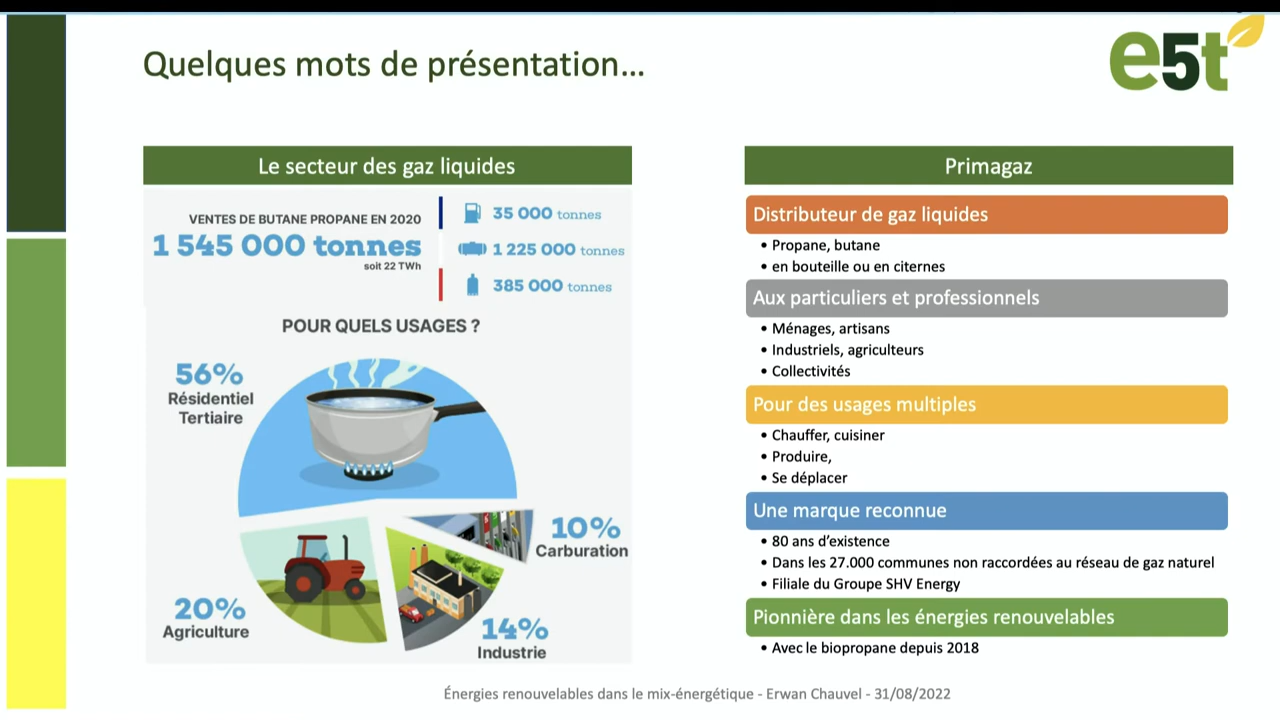 Quelques mots de présentation...
e5t
Le secteur des gaz liquides
VENTES DE BUTANE PROPANE EN 2020
1 545 000 tonnes
soit 22 TWh
35 000 tonnes
1 225 000 tonnes
385 000 tonnes
POUR QUELS USAGES ?
56%
Résidentiel
Tertiaire
10%
Carburation
20%
Agriculture
14%
Industrie
Primagaz
Distributeur de gaz liquides
• Propane, butane
• en bouteille ou en citernes
Aux particuliers et professionnels
• Ménages, artisans
• Industriels, agriculteurs
• Collectivités
Pour des usages multiples
• Chauffer, cuisiner
• Produire,
• Se déplacer
Une marque reconnue
• 80 ans d'existence
• Dans les 27.000 communes non raccordées au réseau de gaz naturel
• Filiale du Groupe SHV Energy
Pionnière dans les énergies renouvelables
• Avec le biopropane depuis 2018
Énergies renouvelables dans le mix-énergétique - Erwan Chauvel - 31/08/2022